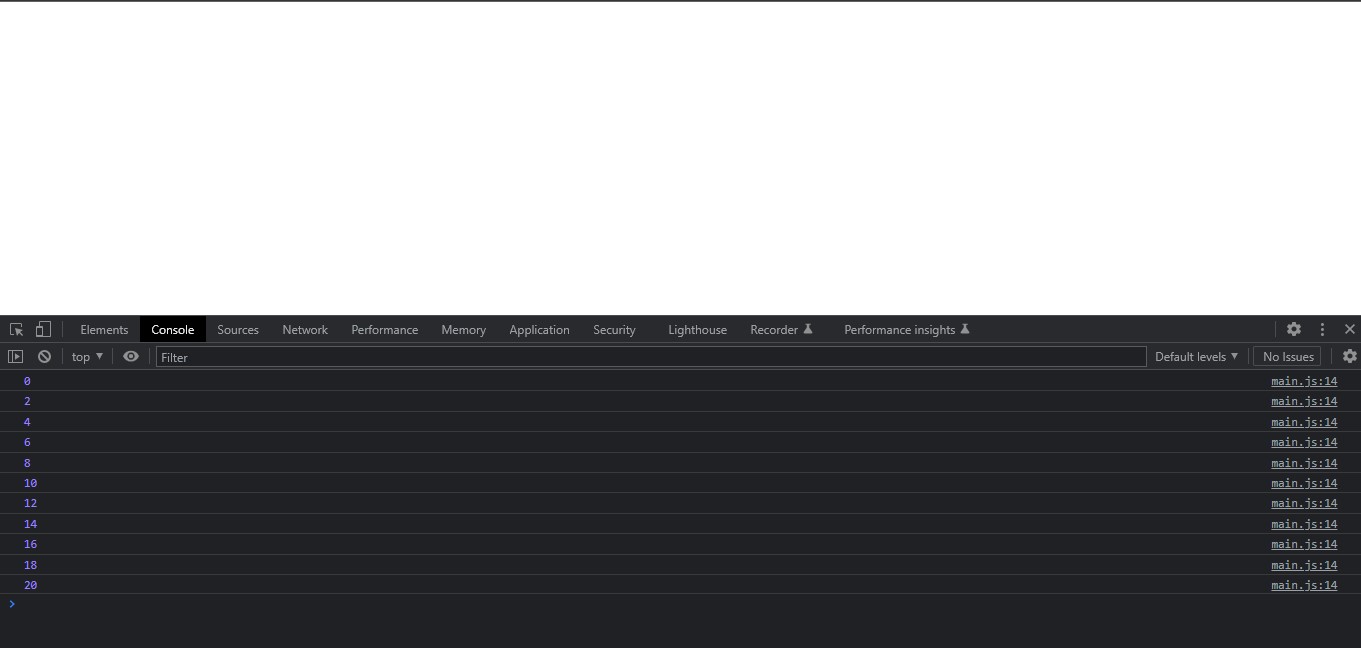 Elements Console Sources Network Performance Memory Application Security Lighthouse Recorder Performance insights
top Filter Default levels No Issues
0 main.js:14
2 main.js:14
4 main.js:14
6 main.js:14
8 main.js:14
10 main.js:14
12 main.js:14
14 main.js:14
16 main.js:14
18 main.js:14
20 main.js:14